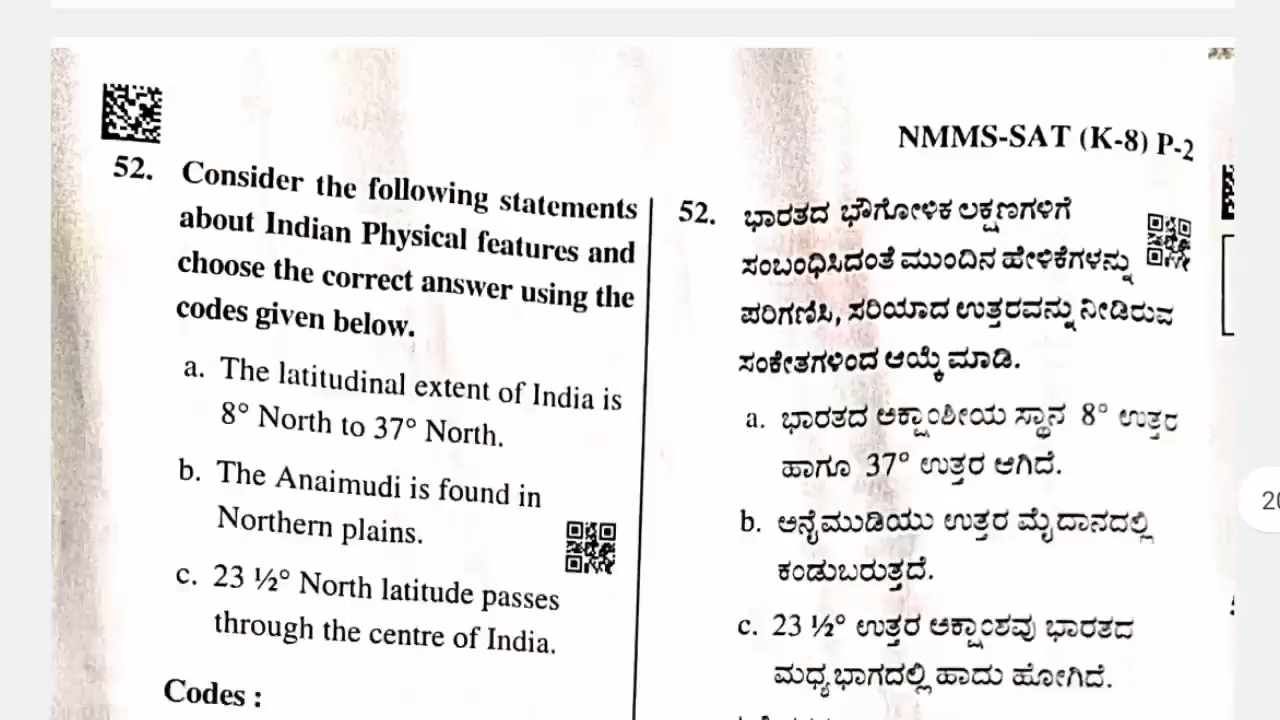 NMMS-SAT (K-8) P-2
52. Consider the following statements
about Indian Physical features and
choose the correct answer using the
codes given below.
a. The latitudinal extent of India is
8° North to 37° North.
b. The Anaimudi is found in
Northern plains.
c. 23 ½° North latitude passes
through the centre of India.
Codes :
52. ಭಾರತದ ಭೌಗೋಳಿಕ ಲಕ್ಷಣಗಳಿಗೆ
ಸಂಬಂಧಿಸಿದಂತೆ ಮುಂದಿನ ಹೇಳಿಕೆಗಳನ್ನು
ಪರಿಗಣಿಸಿ, ಸರಿಯಾದ ಉತ್ತರವನ್ನು ನೀಡಿರುವ
ಸಂಕೇತಗಳಿಂದ ಆಯ್ಕೆ ಮಾಡಿ.
a. ಭಾರತದ ಅಕ್ಷಾಂಶೀಯ ಸ್ಥಾನ 8° ಉತ್ತರ
ಹಾಗೂ 37° ಉತ್ತರ ಆಗಿದೆ.
b. ಅನೈಮುಡಿಯು ಉತ್ತರ ಮೈದಾನದಲ್ಲಿ
ಕಂಡುಬರುತ್ತದೆ.
c. 23 ½° ಉತ್ತರ ಅಕ್ಷಾಂಶವು ಭಾರತದ
ಮಧ್ಯಭಾಗದಲ್ಲಿ ಹಾದು ಹೋಗಿದೆ.